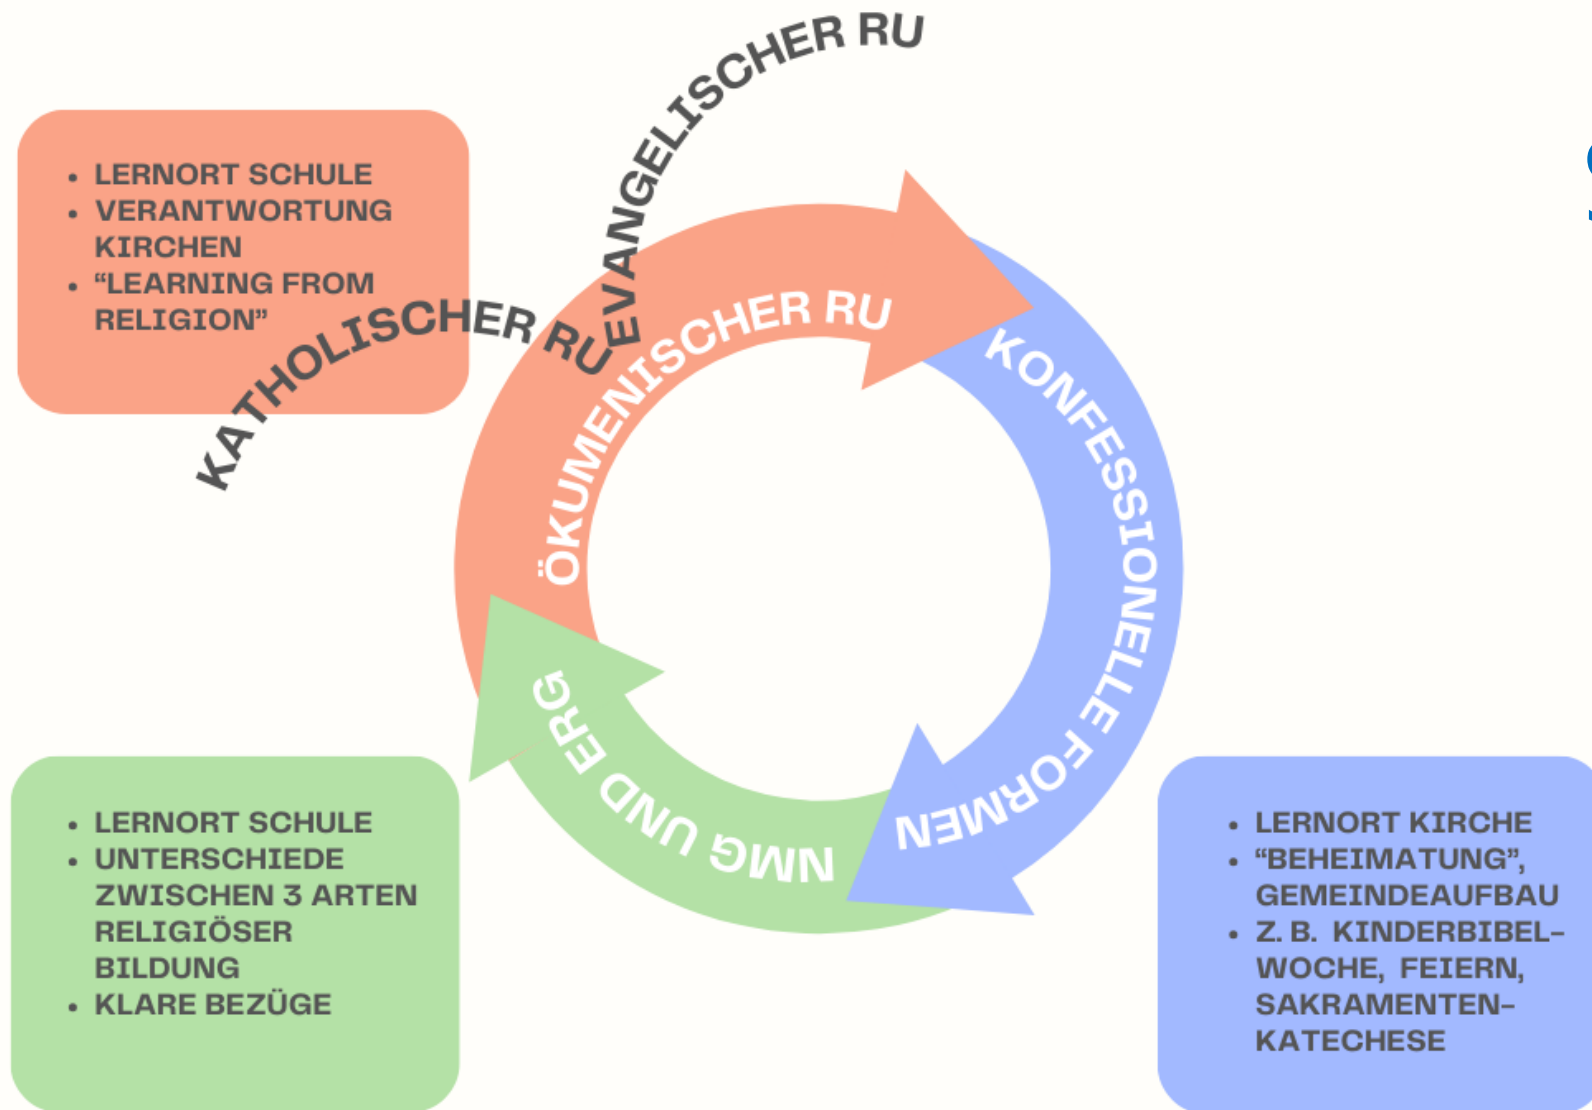 EVANGELISCHER RU
KATHOLISCHER RU
LERNORT SCHULE
VERANTWORTUNG
KIRCHEN
“LEARNING FROM
RELIGION”
ÖKUMENISCHER RU
KONFESSIONELLE FORMEN
NMG UND ERG
LERNORT SCHULE
UNTERSCHIEDE
ZWISCHEN 3 ARTEN
RELIGIÖSER
BILDUNG
KLARE BEZÜGE
LERNORT KIRCHE
“BEHEIMATUNG”,
GEMEINDEAUFBAU
Z. B. KINDERBIBEL-
WOCHE, FEIERN,
SAKRAMENTEN-
KATECHESE